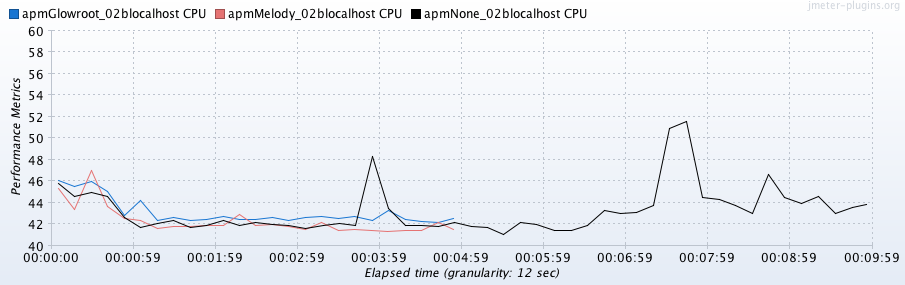 jmeter-plugins.org
apmGlowroot_02blocalhost CPU apmMelody_02blocalhost CPU apmNone_02blocalhost CPU
Performance Metrics
60
58
56
54
52
50
48
46
44
42
40
00:00:00 00:00:59 00:01:59 00:02:59 00:03:59 00:04:59 00:05:59 00:06:59 00:07:59 00:08:59 00:09:59
Elapsed time (granularity: 12 sec)